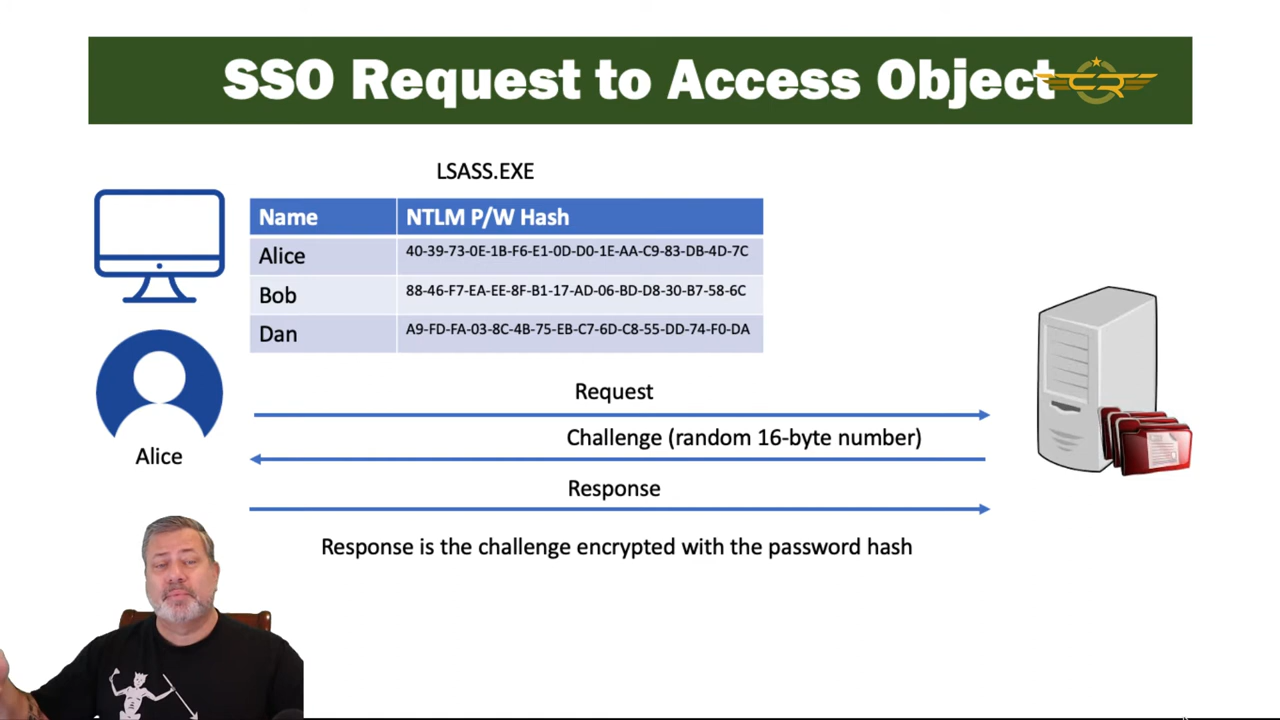 SSO Request to Access Object
CR
LSASS.EXE
Name NTLM P/W Hash
Alice 40-39-73-0E-1B-F6-E1-0D-D0-1E-AA-C9-83-DB-4D-7C
Bob 88-46-F7-EA-EE-8F-B1-17-AD-06-BD-D8-30-B7-58-6C
Dan A9-FD-FA-03-8C-4B-75-EB-C7-6D-C8-55-DD-74-F0-DA
Request
Challenge (random 16-byte number)
Alice
Response
Response is the challenge encrypted with the password hash